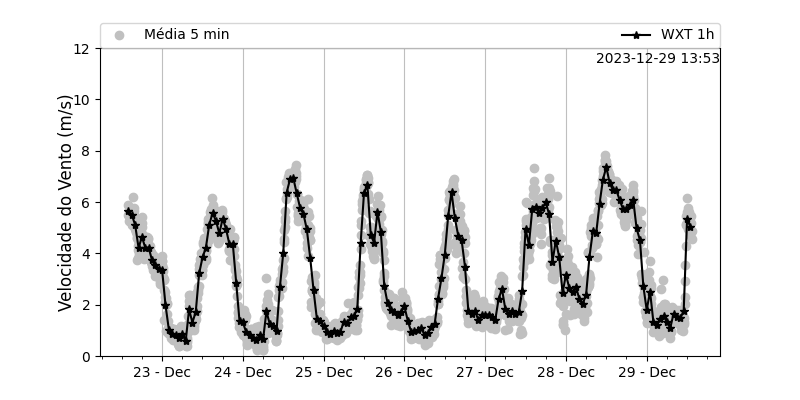 Média 5 min
WXT 1h
2023-12-29 13:53
Velocidade do Vento (m/s)
12
10
8
6
4
2
0
23 - Dec
24 - Dec
25 - Dec
26 - Dec
27 - Dec
28 - Dec
29 - Dec